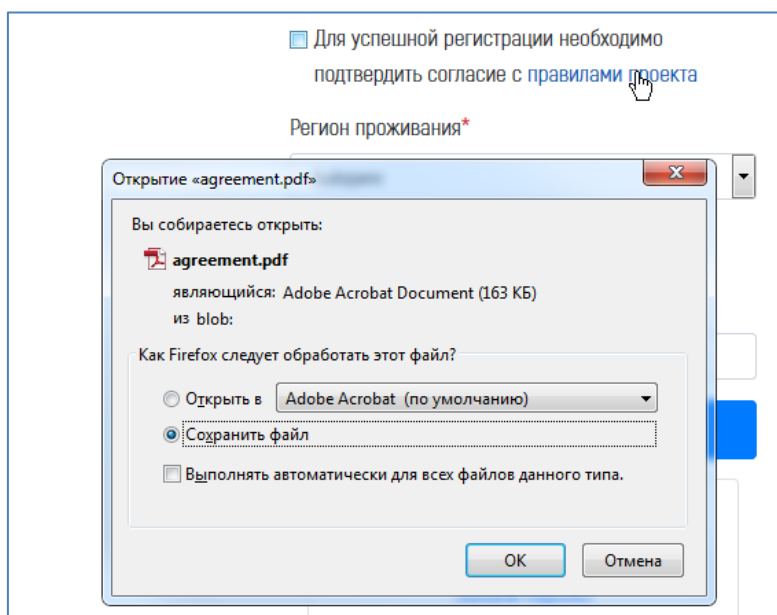 Для успешной регистрации необходимо
подтвердить согласие с правилами проекта
Регион проживания*
Открытие «agreement.pdf»
Вы собираетесь открыть:
agreement.pdf
являющийся: Adobe Acrobat Document (163 КБ)
из blob:
Как Firefox следует обработать этот файл?
Открыть в Adobe Acrobat (по умолчанию)
Сохранить файл
Выполнять автоматически для всех файлов данного типа.
ОК Отмена